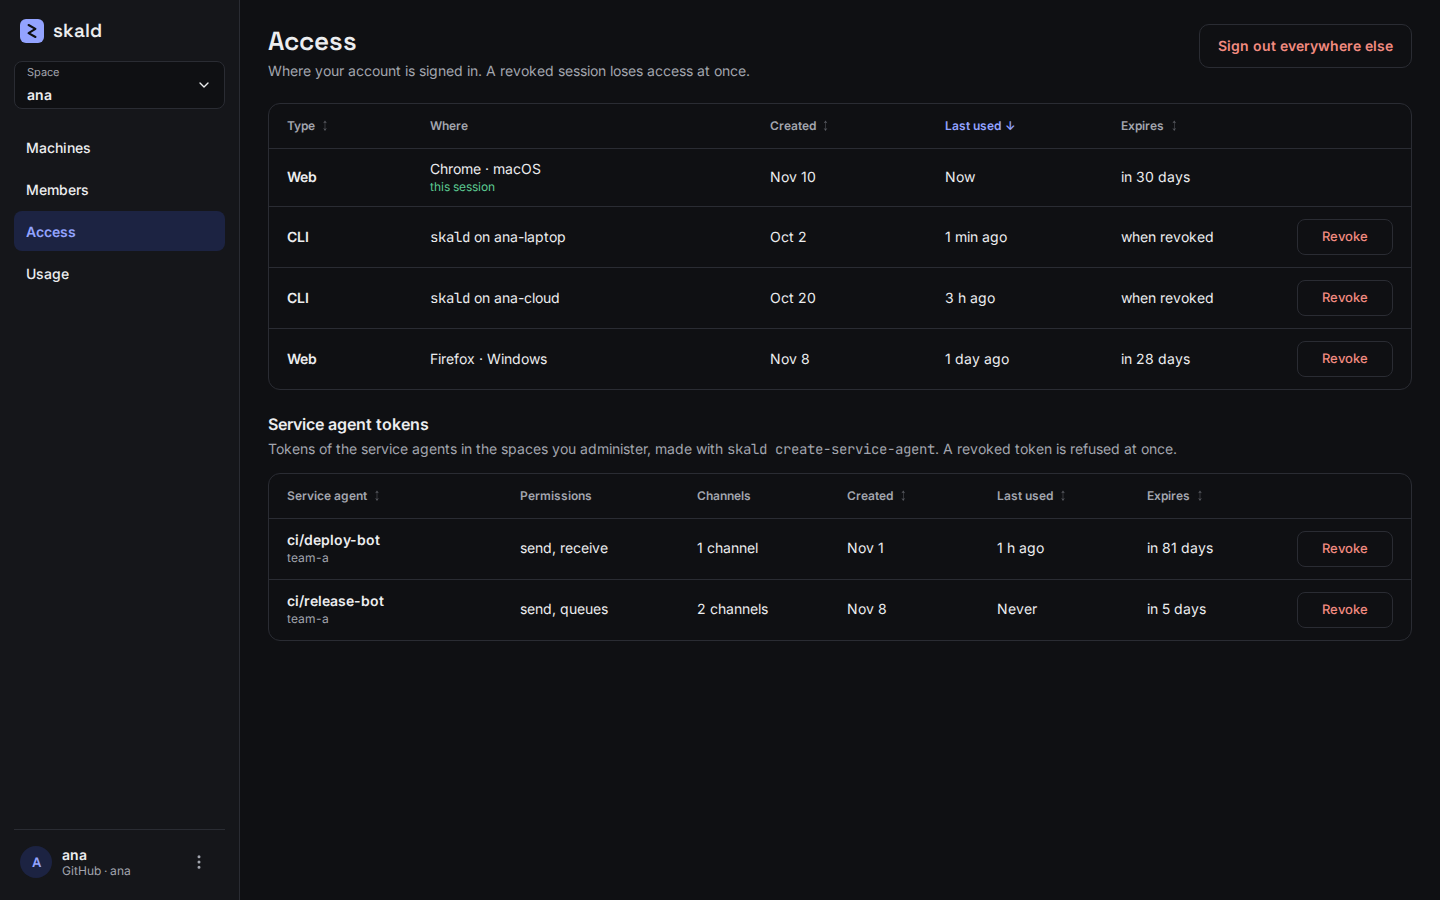 skald
Space
ana
Machines
Members
Access
Usage
A
ana
GitHub · ana
Access
Where your account is signed in. A revoked session loses access at once.
Sign out everywhere else
Type Where Created Last used Expires
Web Chrome · macOS Nov 10 Now in 30 days
this session
CLI skald on ana-laptop Oct 2 1 min ago when revoked Revoke
CLI skald on ana-cloud Oct 20 3 h ago when revoked Revoke
Web Firefox · Windows Nov 8 1 day ago in 28 days Revoke
Service agent tokens
Tokens of the service agents in the spaces you administer, made with skald create-service-agent. A revoked token is refused at once.
Service agent Permissions Channels Created Last used Expires
ci/deploy-bot send, receive 1 channel Nov 1 1 h ago in 81 days Revoke
team-a
ci/release-bot send, queues 2 channels Nov 8 Never in 5 days Revoke
team-a